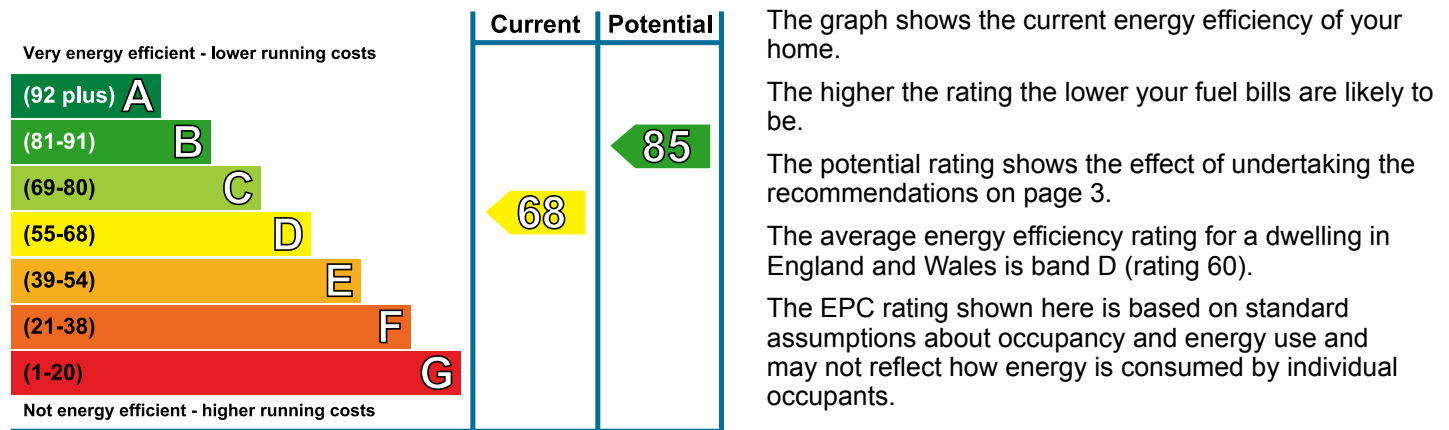 Current Potential
Very energy efficient - lower running costs
(92 plus) A
(81-91) B
(69-80) C
(55-68) D
(39-54) E
(21-38) F
(1-20) G
85
68
Not energy efficient - higher running costs
The graph shows the current energy efficiency of your
home.
The higher the rating the lower your fuel bills are likely to
be.
The potential rating shows the effect of undertaking the
recommendations on page 3.
The average energy efficiency rating for a dwelling in
England and Wales is band D (rating 60).
The EPC rating shown here is based on standard
assumptions about occupancy and energy use and
may not reflect how energy is consumed by individual
occupants.